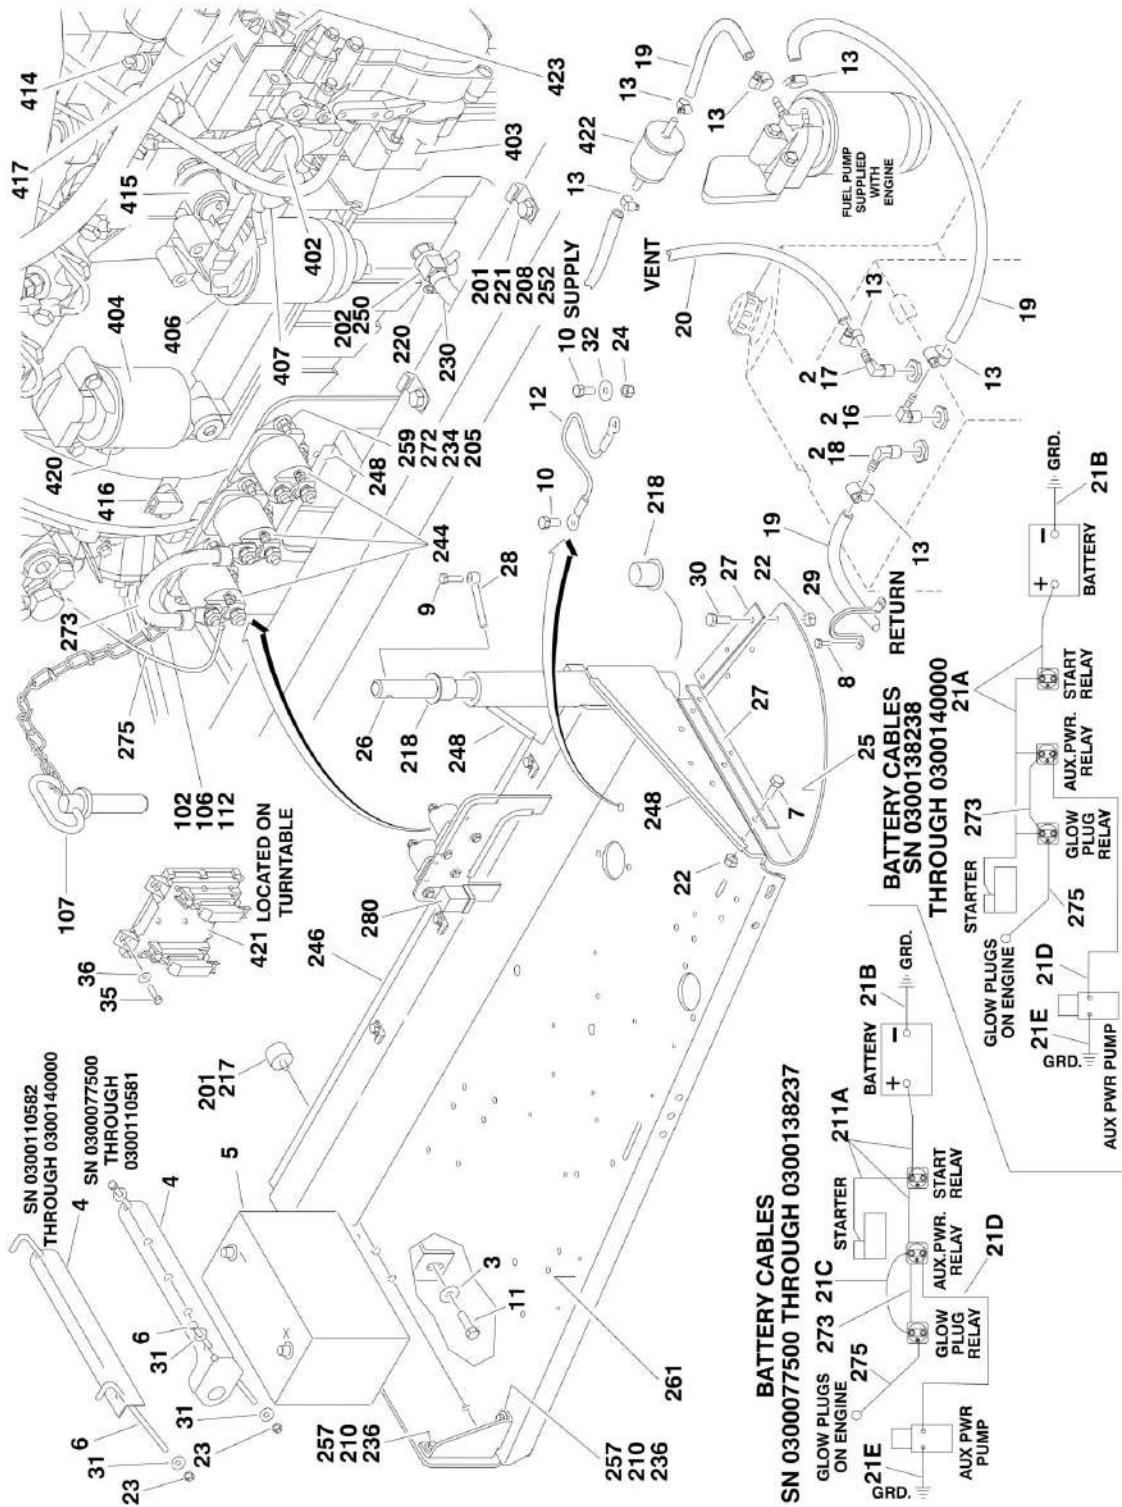 414
417
415
404
406
402
407
403
423
420
416
202
250
220
230
201
221
208
252
259
272
234
205
248
244
273
275
102
106
112
107
36
35
421 LOCATED ON
TURNTABLE
SUPPLY
13
422
13
19
13
13
FUEL PUMP
SUPPLIED
WITH
ENGINE
VENT
20
13
2
17
2
16
2
18
13
19
19
13
RETURN
10
32
24
12
10
9
28
26
218
248
218
30
27
22
29
8
27
25
7
248
22
280
246
201
217
SN 0300110582
THROUGH 0300140000
4
SN 0300077500
THROUGH
0300110581
4
5
6
31
6
31
23
31
23
X
3
11
261
257
210
236
257
210
236
BATTERY CABLES
SN 0300077500 THROUGH 0300138237
GLOW PLUGS
ON ENGINE
275
273
21C
STARTER
211A
BATTERY
+
–
21B
GRD.
START
RELAY
AUX.PWR.
RELAY
GLOW
PLUG
RELAY
21D
21E
GRD.
AUX PWR
PUMP
BATTERY CABLES
SN 0300138238
THROUGH 0300140000
21A
273
STARTER
GLOW PLUGS
ON ENGINE
275
GLOW
PLUG
RELAY
AUX.PWR.
RELAY
START
RELAY
+
–
BATTERY
GRD.
21B
21D
21E
GRD.
AUX PWR PUMP